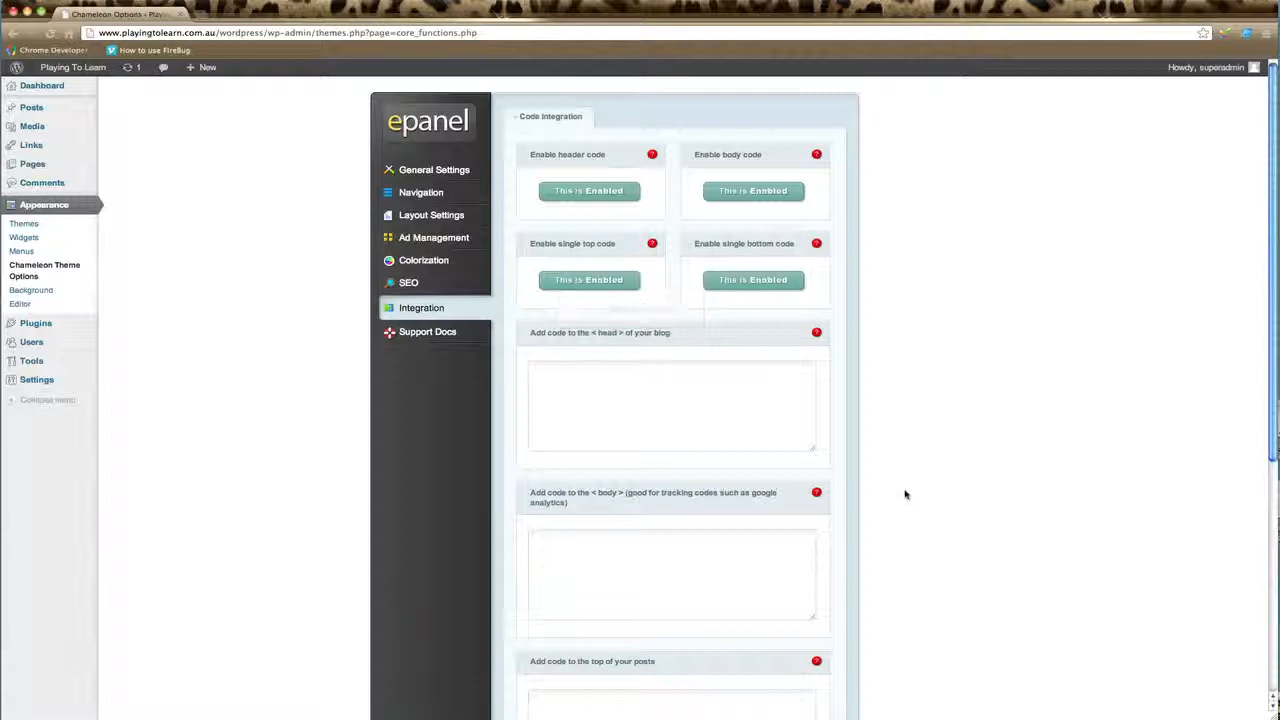 Chameleon Options - Playi
www.playingtolearn.com.au/wordpress/wp-admin/themes.php?page=core_functions.php
Chrome Developer
How to use FireBug
Playing To Learn
1
+ New
Howdy, superadmin
Dashboard
Posts
Media
Links
Pages
Comments
Appearance
Themes
Widgets
Menus
Chameleon Theme
Options
Background
Editor
Plugins
Users
Tools
Settings
Collapse menu
epanel
General Settings
Navigation
Layout Settings
Ad Management
Colorization
SEO
Integration
Support Docs
Code Integration
Enable header code
?
Enable body code
?
This is Enabled
This is Enabled
Enable single top code
?
Enable single bottom code
?
This is Enabled
This is Enabled
Add code to the < head > of your blog
?
Add code to the < body > (good for tracking codes such as google
analytics)
?
Add code to the top of your posts
?